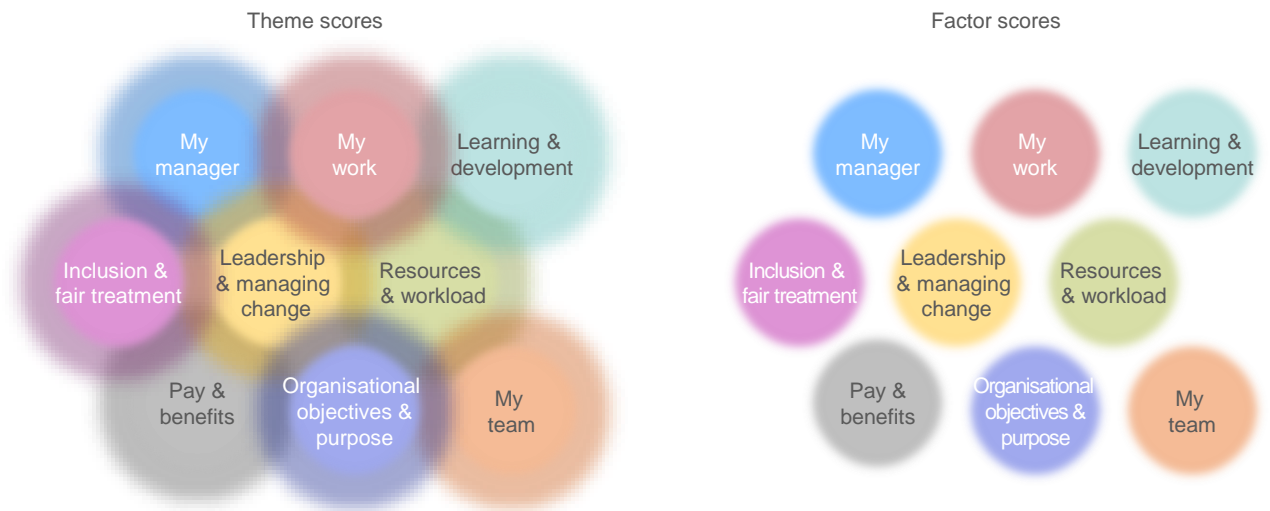 Theme scores
My
manager
My
work
Learning &
development
Inclusion &
fair treatment
Leadership
& managing
change
Resources
& workload
Pay &
benefits
Organisational
objectives &
purpose
My
team
Factor scores
My
manager
My
work
Learning &
development
Inclusion &
fair treatment
Leadership
& managing
change
Resources
& workload
Pay &
benefits
Organisational
objectives &
purpose
My
team